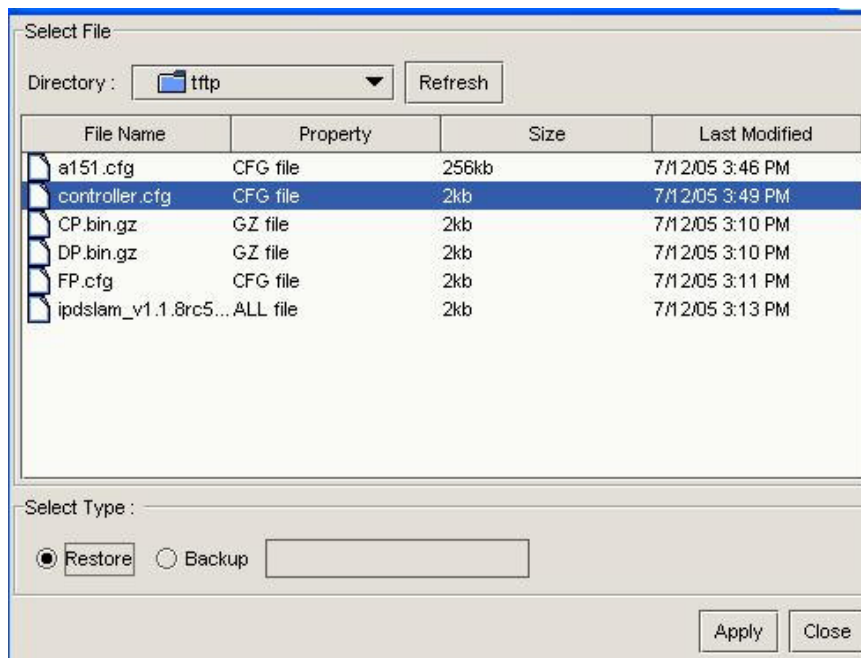 Select File
Directory : tftp Refresh
File Name Property Size Last Modified
a151.cfg CFG file 256kb 7/12/05 3:46 PM
controller.cfg CFG file 2kb 7/12/05 3:49 PM
CP.bin.gz GZ file 2kb 7/12/05 3:10 PM
DP.bin.gz GZ file 2kb 7/12/05 3:10 PM
FP.cfg CFG file 2kb 7/12/05 3:11 PM
ipdslam_v1.1.8rc5... ALL file 2kb 7/12/05 3:13 PM
Select Type :
Restore Backup
Apply Close